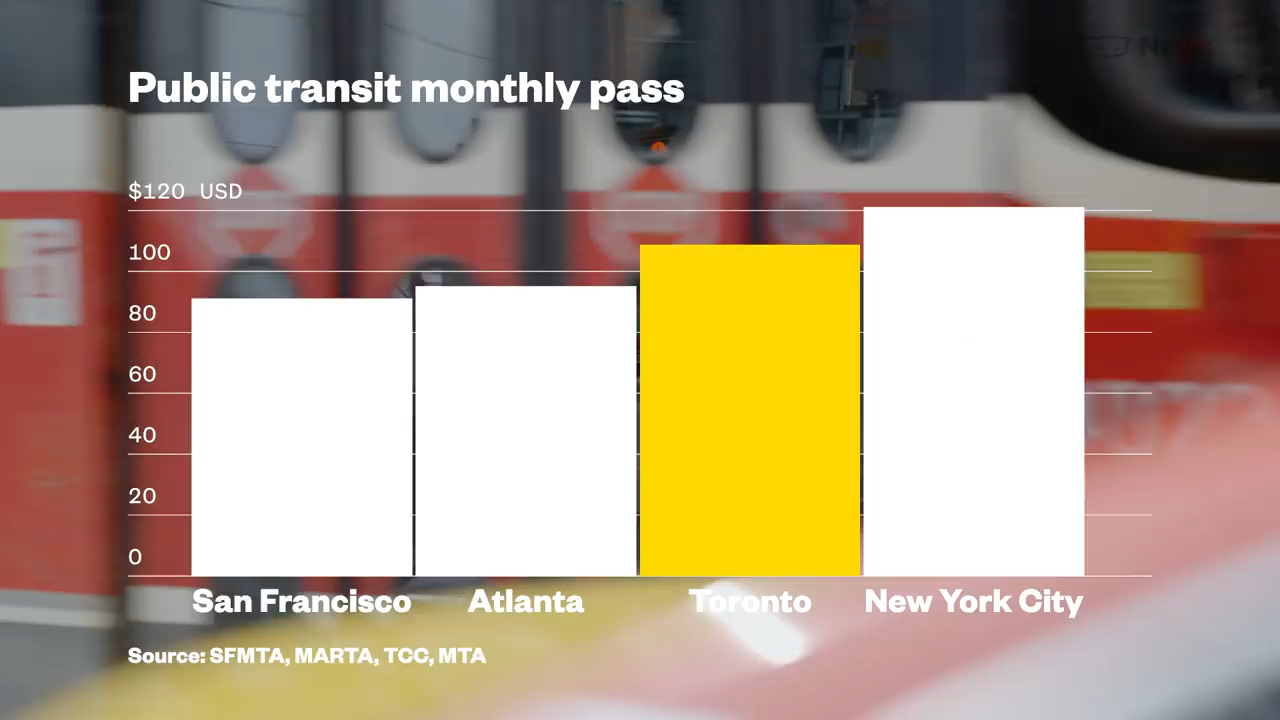 Public transit monthly pass
$120 USD
100
80
60
40
20
0
San Francisco Atlanta Toronto New York City
Source: SFMTA, MARTA, TCC, MTA